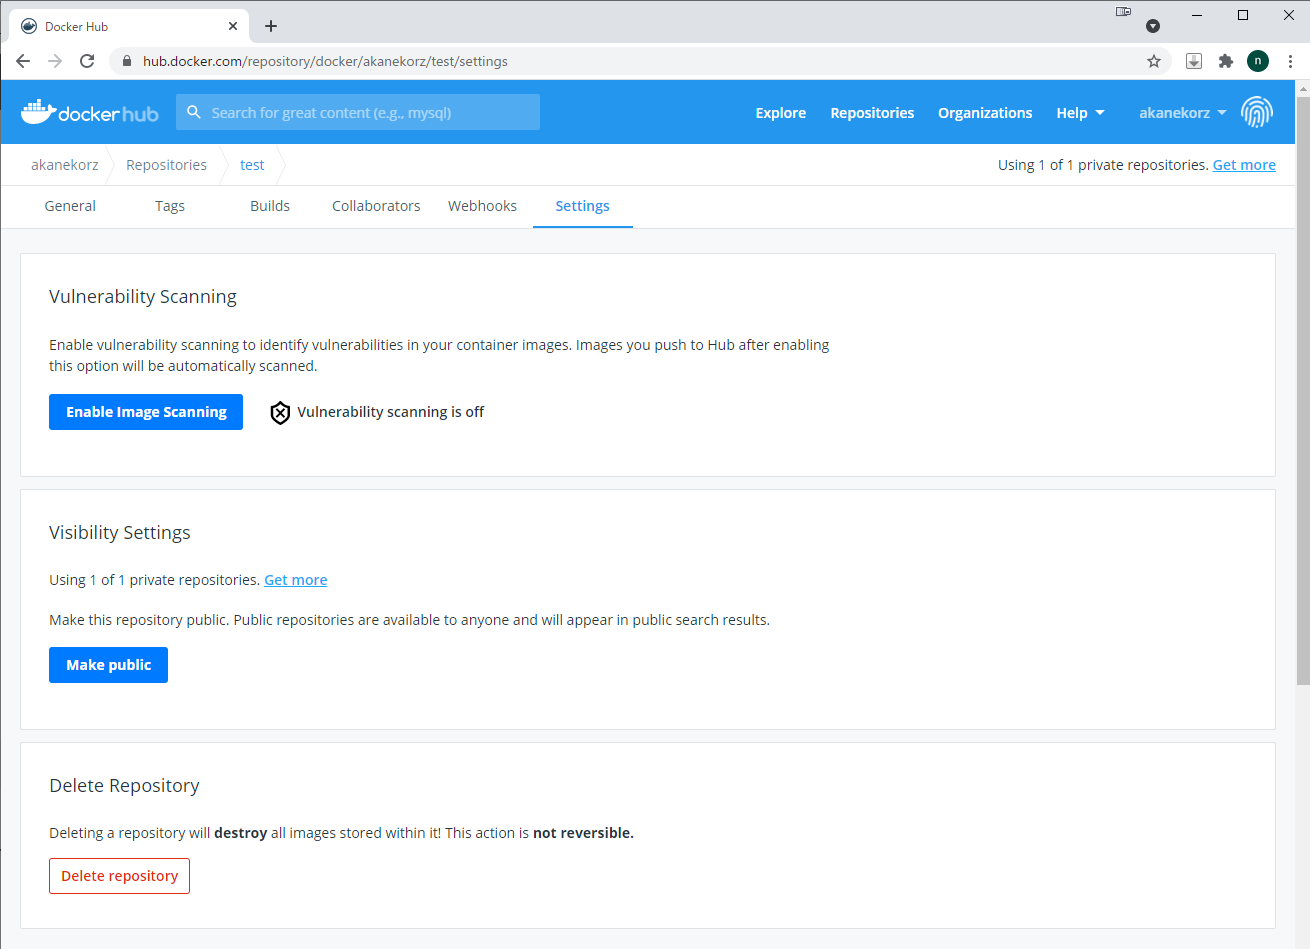 Docker Hub
hub.docker.com/repository/docker/akanekorz/test/settings
n
docker hub
Search for great content (e.g., mysql)
Explore
Repositories
Organizations
Help
akanekorz
akanekorz
Repositories
test
Using 1 of 1 private repositories. Get more
General
Tags
Builds
Collaborators
Webhooks
Settings
Vulnerability Scanning
Enable vulnerability scanning to identify vulnerabilities in your container images. Images you push to Hub after enabling
this option will be automatically scanned.
Enable Image Scanning
Vulnerability scanning is off
Visibility Settings
Using 1 of 1 private repositories. Get more
Make this repository public. Public repositories are available to anyone and will appear in public search results.
Make public
Delete Repository
Deleting a repository will destroy all images stored within it! This action is not reversible.
Delete repository